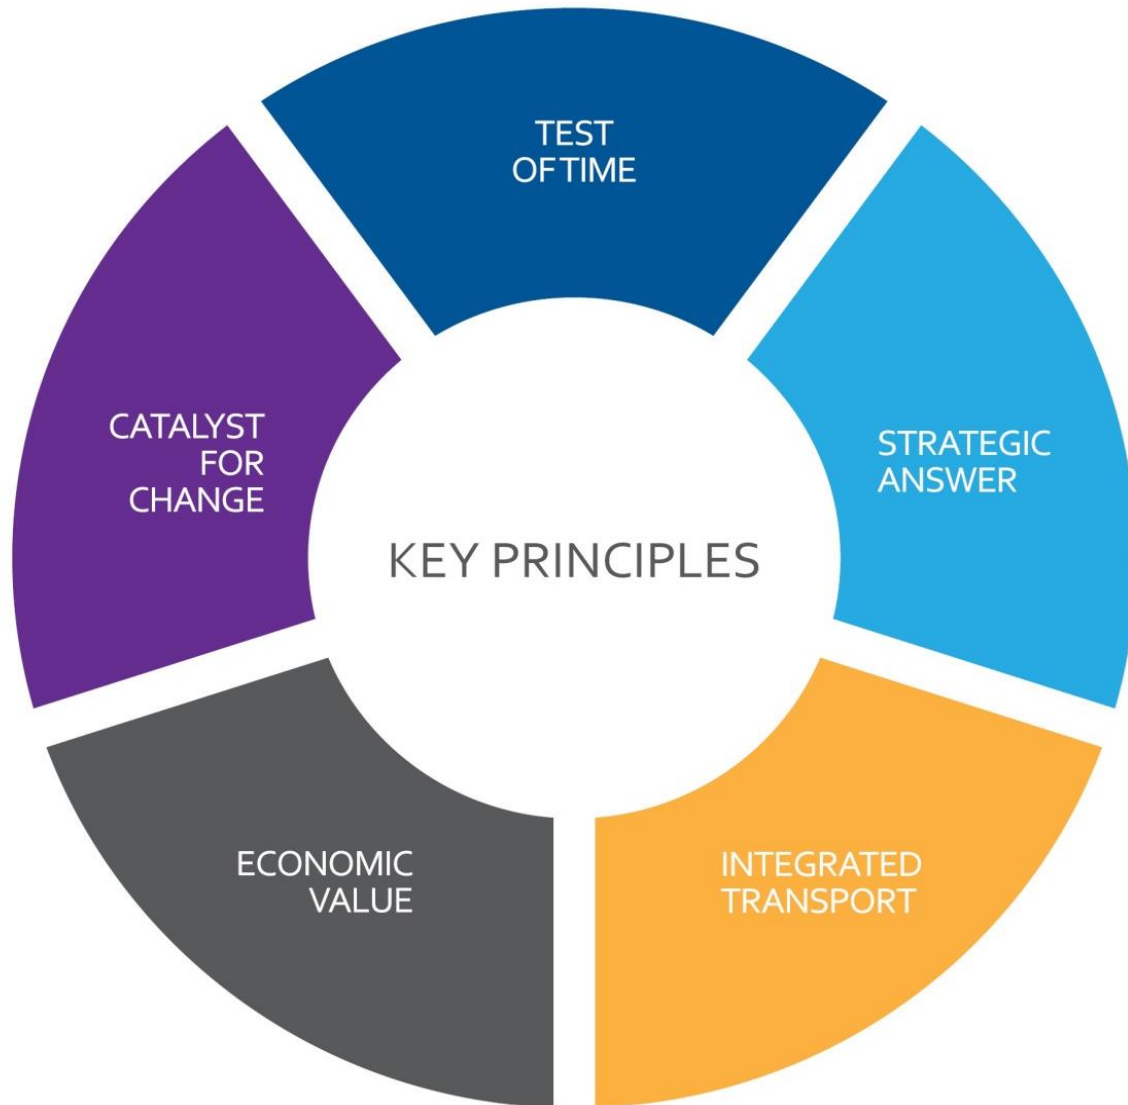 TEST
OF TIME
STRATEGIC
ANSWER
INTEGRATED
TRANSPORT
ECONOMIC
VALUE
CATALYST
FOR
CHANGE
KEY PRINCIPLES